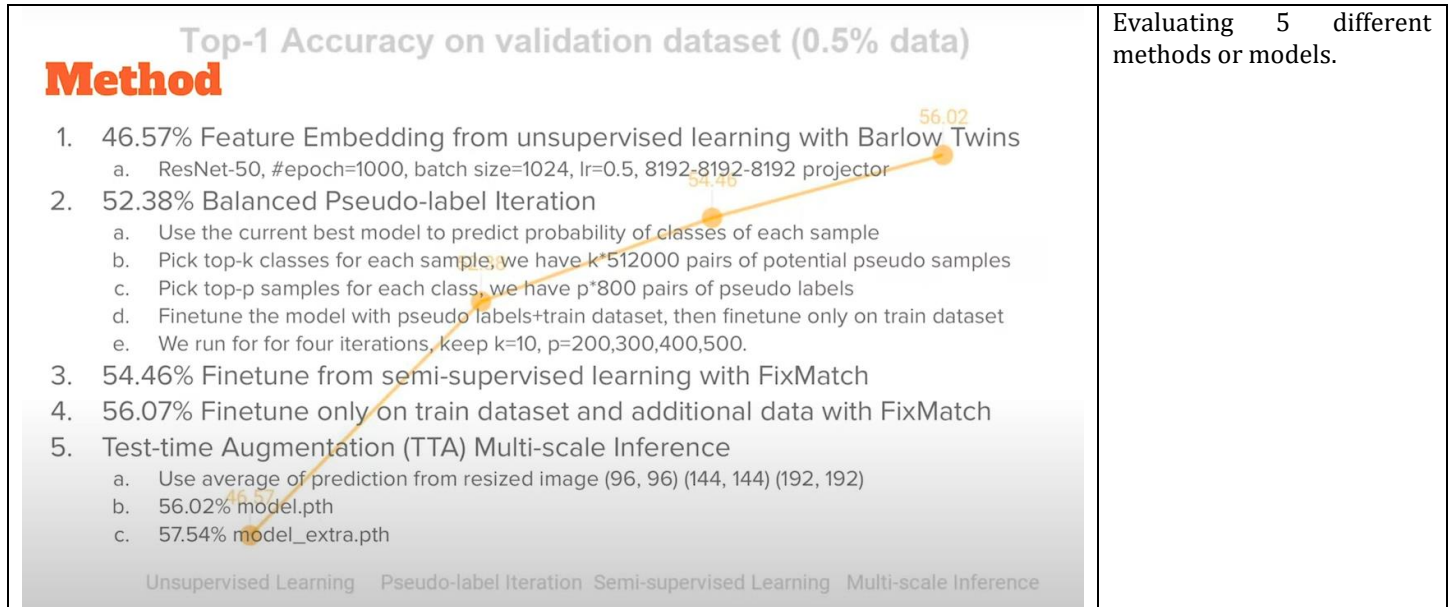 Top-1 Accuracy on validation dataset (0.5% data)
Method
56.02
1. 46.57% Feature Embedding from unsupervised learning with Barlow Twins
a. ResNet-50, #epoch=1000, batch size=1024, lr=0.5, 8192-8192-8192 projector
54.46
2. 52.38% Balanced Pseudo-label Iteration
a. Use the current best model to predict probability of classes of each sample
52.38
b. Pick top-k classes for each sample, we have k*512000 pairs of potential pseudo samples
c. Pick top-p samples for each class, we have p*800 pairs of pseudo labels
d. Finetune the model with pseudo labels+train dataset, then finetune only on train dataset
e. We run for for four iterations, keep k=10, p=200,300,400,500.
3. 54.46% Finetune from semi-supervised learning with FixMatch
4. 56.07% Finetune only on train dataset and additional data with FixMatch
5. Test-time Augmentation (TTA) Multi-scale Inference
a. Use average of prediction from resized image (96, 96) (144, 144) (192, 192)
46.57
b. 56.02% model.pth
c. 57.54% model_extra.pth
Unsupervised Learning Pseudo-label Iteration Semi-supervised Learning Multi-scale Inference
Evaluating 5 different
methods or models.